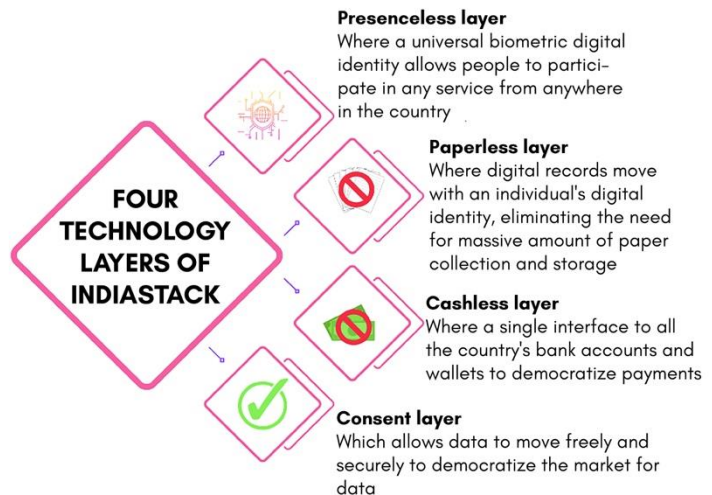 FOUR
TECHNOLOGY
LAYERS OF
INDIASTACK
Presenceless layer
Where a universal biometric digital
identity allows people to partici-
pate in any service from anywhere
in the country
Paperless layer
Where digital records move
with an individual's digital
identity, eliminating the need
for massive amount of paper
collection and storage
Cashless layer
Where a single interface to all
the country's bank accounts and
wallets to democratize payments
Consent layer
Which allows data to move freely and
securely to democratize the market for
data